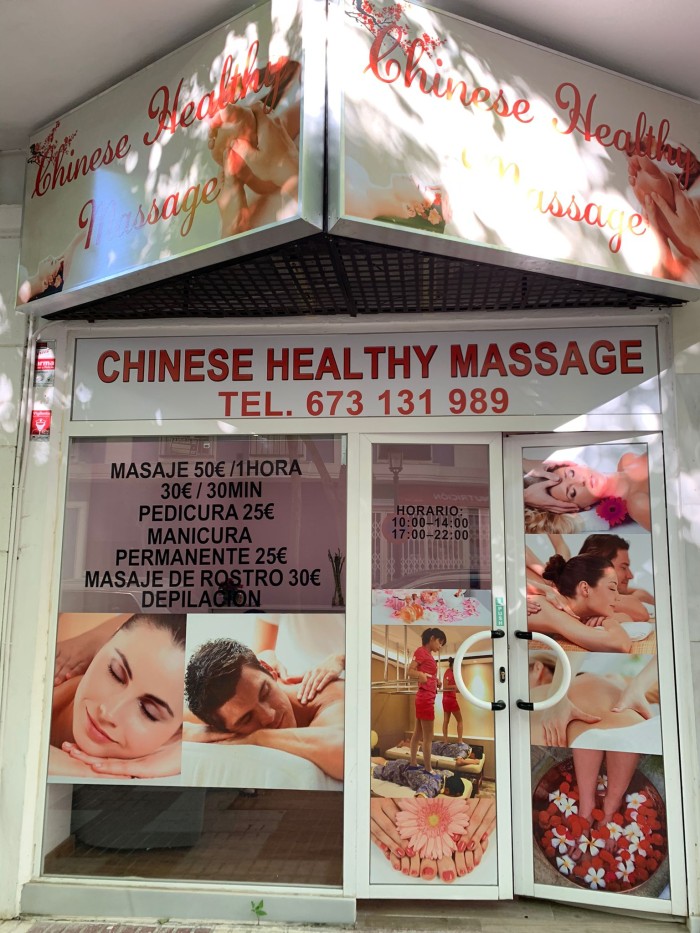 Chinese Healthy
Massage
Chinese Healthy
Massage
CHINESE HEALTHY MASSAGE
TEL. 673 131 989
MASAJE 50€ /1HORA
30€ / 30MIN
PEDICURA 25€
MANICURA
PERMANENTE 25€
MASAJE DE ROSTRO 30€
DEPILACION
HORARIO:
10:00–14:00
17:00–22:00